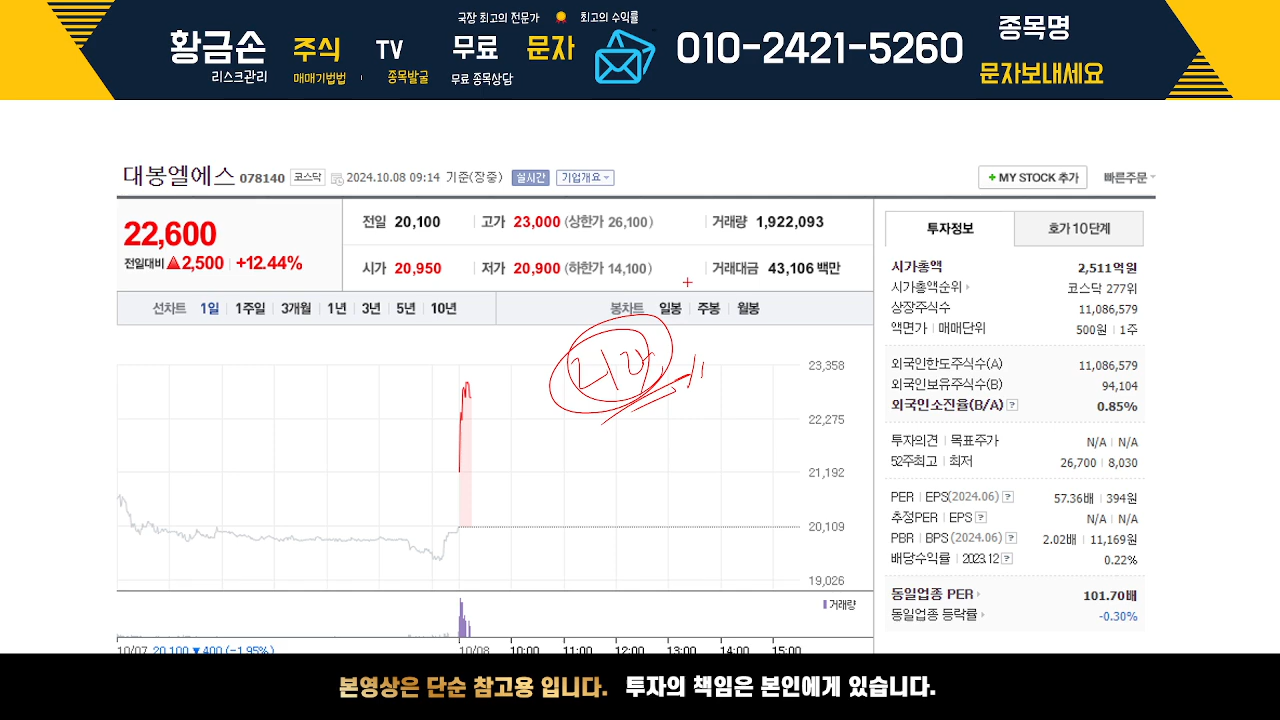 국장 최고의 전문가 최고의 수익률
황금손 주식 TV 무료 문자 010-2421-5260 종목명
리스크관리 매매기법법 종목발굴 무료 종목상담 문자보내세요
대봉엘에스 078140 코스닥 2024.10.08 09:14 기준(장중) 실시간 기업개요
+ MY STOCK 추가 빠른주문
22,600
전일대비 ▲2,500 +12.44%
전일 20,100 고가 23,000 (상한가 26,100) 거래량 1,922,093
시가 20,950 저가 20,900 (하한가 14,100) 거래대금 43,106 백만
선차트 1일 1주일 3개월 1년 3년 5년 10년 봉차트 일봉 주봉 월봉
23,358
22,275
21,192
20,109
19,026
거래량
10/07 20,100 ▼400 (-1.95%) 10/08 10:00 11:00 12:00 13:00 14:00 15:00
투자정보 호가 10단계
시가총액 2,511억원
시가총액순위 코스닥 277위
상장주식수 11,086,579
액면가 매매단위 500원 1주
외국인한도주식수(A) 11,086,579
외국인보유주식수(B) 94,104
외국인소진율(B/A) ? 0.85%
투자의견 목표주가 N/A N/A
52주최고 최저 26,700 8,030
PER EPS(2024.06) ? 57.36배 394원
추정PER EPS ? N/A N/A
PBR BPS (2024.06) ? 2.02배 11,169원
배당수익률 2023.12 ? 0.22%
동일업종 PER 101.70배
동일업종 등락률 -0.30%
본영상은 단순 참고용 입니다. 투자의 책임은 본인에게 있습니다.